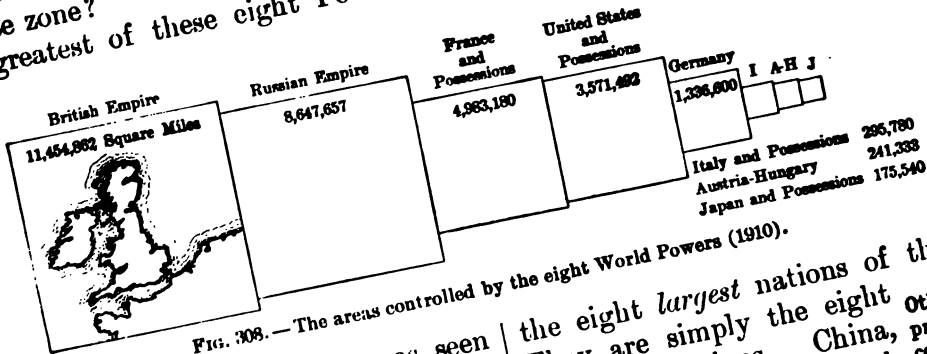 e zone?
greatest of these eight
British Empire
11,454,862 Square Miles
Russian Empire
8,647,657
France
and
Possessions
4,983,180
United States
and
Possessions
3,571,492
Germany
1,336,600
I A-H J
Italy and Possessions 295,780
Austria-Hungary 241,333
Japan and Possessions 175,540
FIG. 308. — The areas controlled by the eight World Powers (1910).
seen
the eight largest nations of
are simply the eight
China,